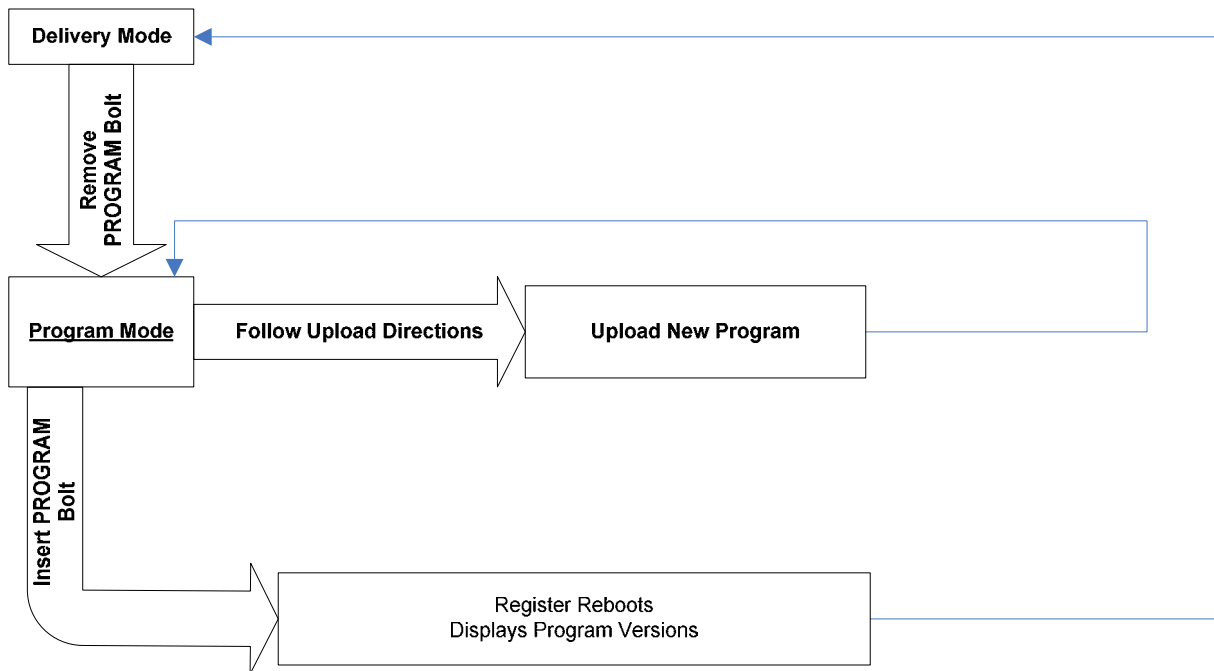 Delivery Mode
Remove
PROGRAM Bolt
Program Mode
Follow Upload Directions
Upload New Program
Insert PROGRAM
Bolt
Register Reboots
Displays Program Versions